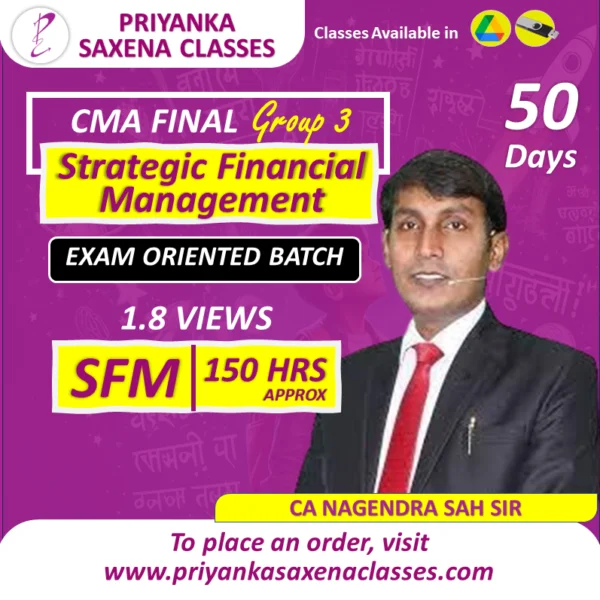 PRIYANKA
SAXENA CLASSES
Classes Available in
CMA FINAL Group 3
50
Days
Strategic Financial
Management
EXAM ORIENTED BATCH
1.8 VIEWS
SFM
150 HRS
APPROX
CA NAGENDRA SAH SIR
To place an order, visit
www.priyankasaxenaclasses.com